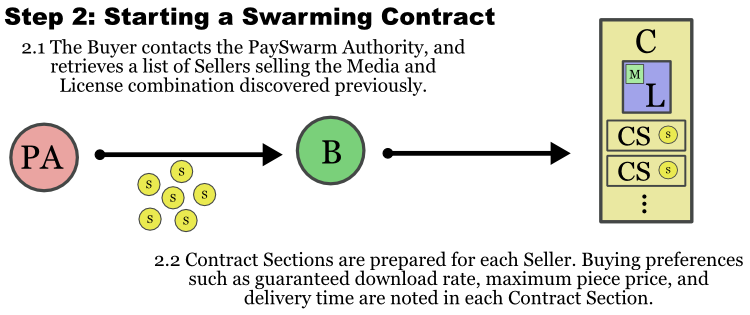 Step 2: Starting a Swarming Contract
2.1 The Buyer contacts the PaySwarm Authority, and
retrieves a list of Sellers selling the Media and
License combination discovered previously.
PA
S
S
S
S
S
S
B
C
M
L
CS S
CS S
2.2 Contract Sections are prepared for each Seller. Buying preferences
such as guaranteed download rate, maximum piece price, and
delivery time are noted in each Contract Section.